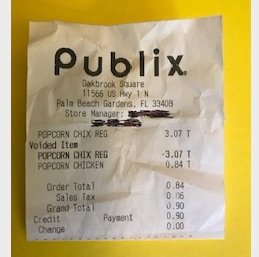 Publix
Oakbrook Square
11566 US Hwy 1 N
Palm Beach Gardens, FL 33408
Store Manager:
POPCORN CHIX REG 3.07 T
Voided Item
POPCORN CHIX REG -3.07 T
POPCORN CHICKEN 0.84 T
Order Total 0.84
Sales Tax 0.06
Grand Total 0.90
Credit Payment 0.90
Change 0.00